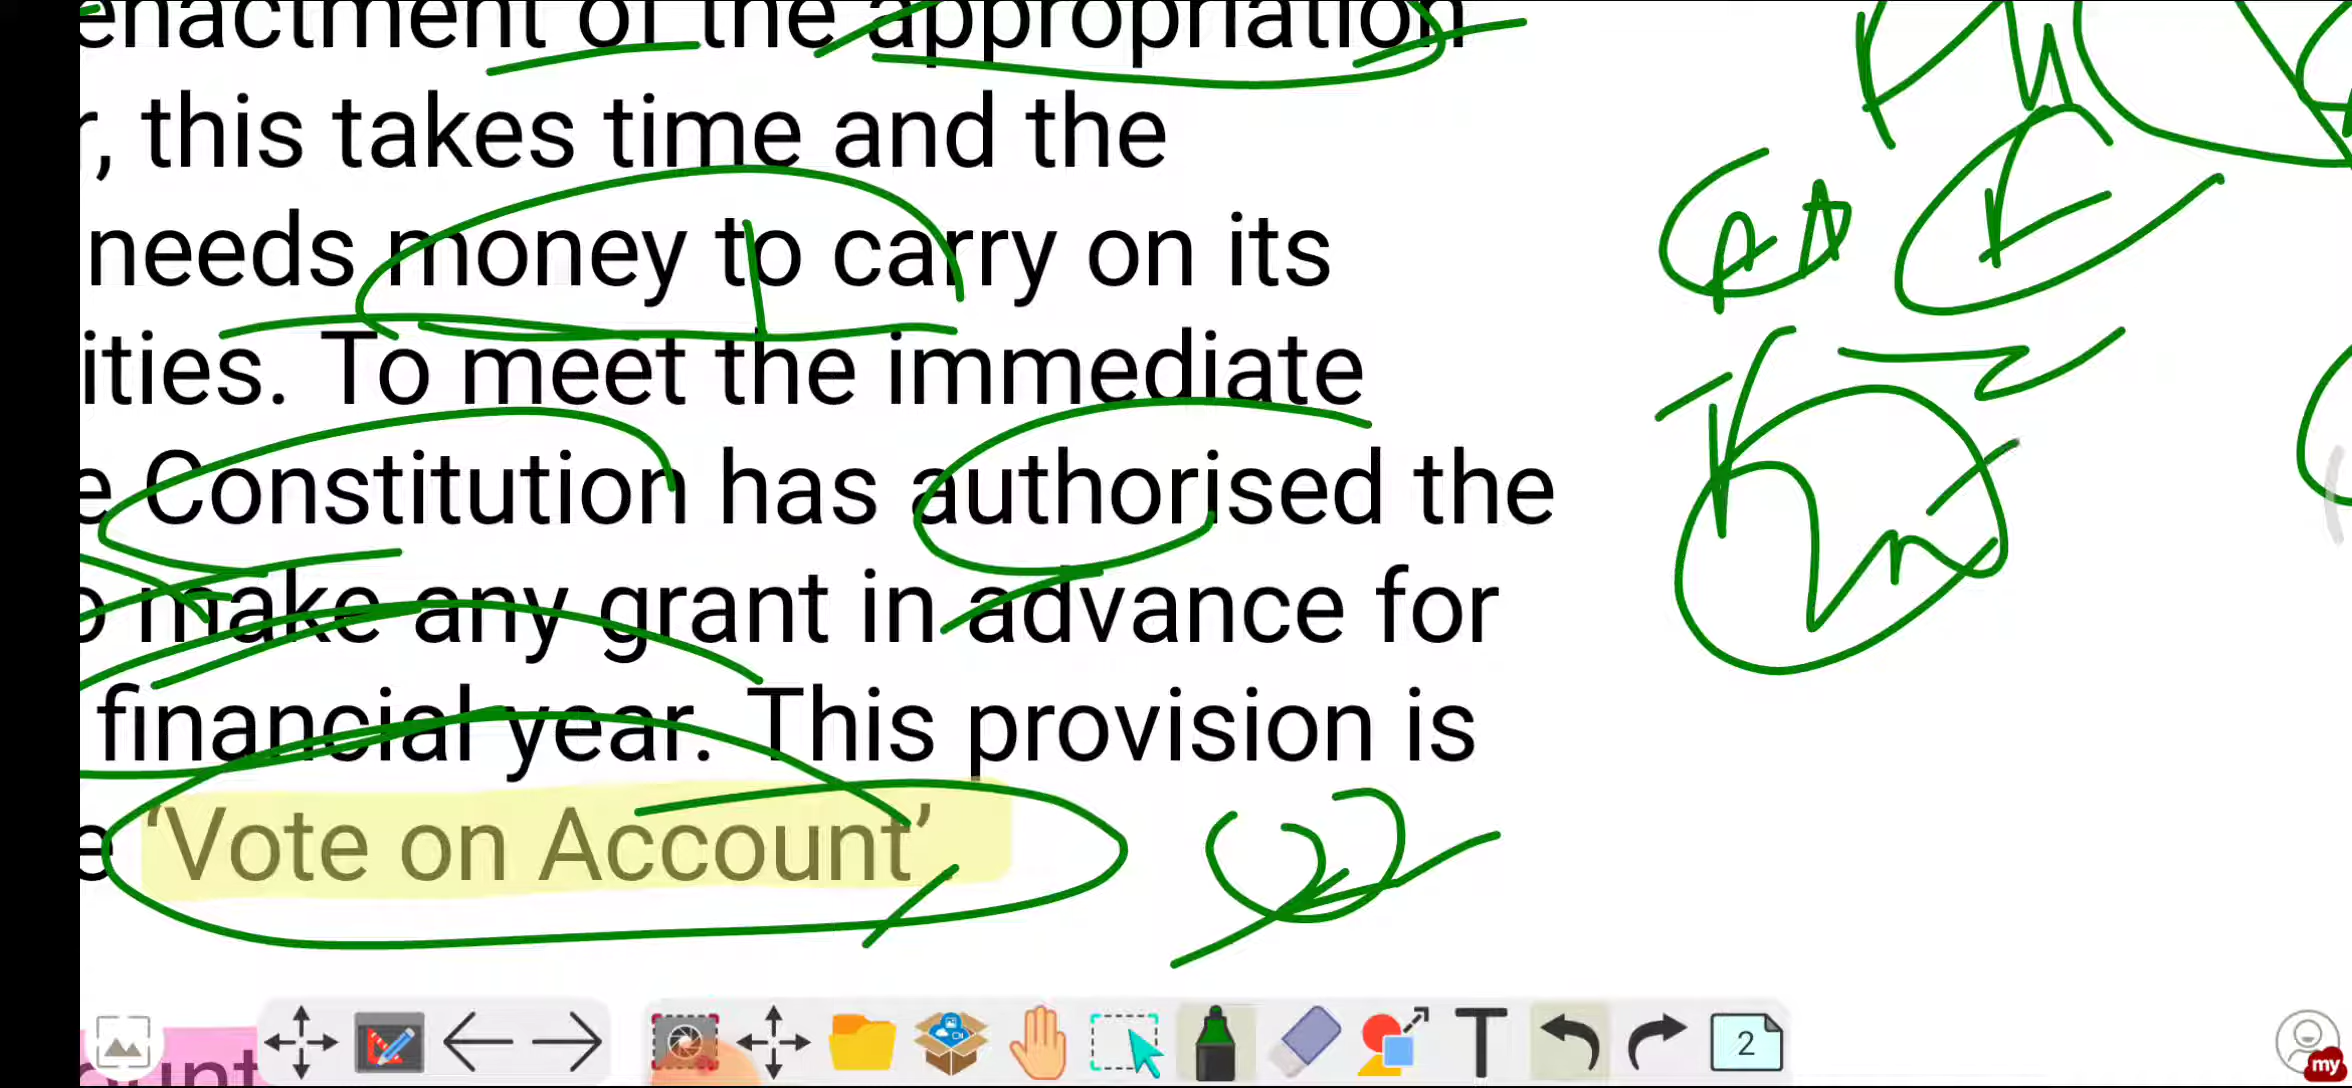 enactment of the appropriation
r, this takes time and the
needs money to carry on its
ities. To meet the immediate
e Constitution has authorised the
o make any grant in advance for
financial year. This provision is
e ‘Vote on Account’
ount
T
2
my